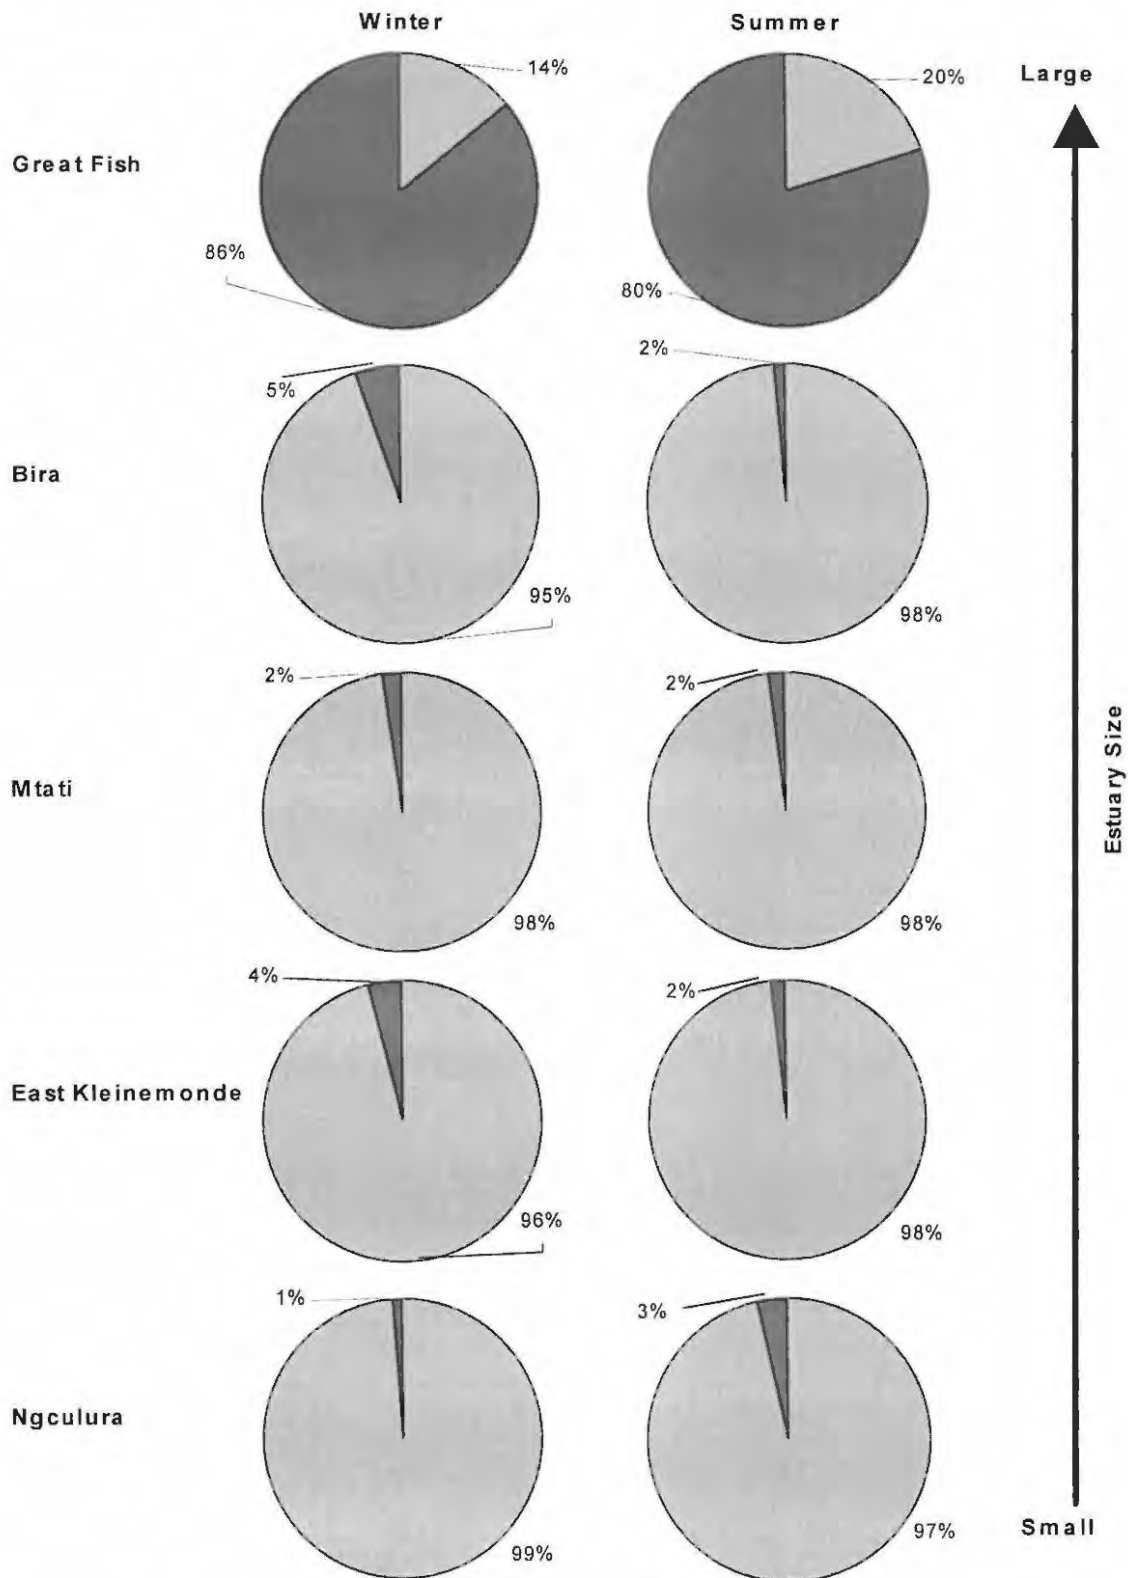 Winter Summer
14% 20% Large
Great Fish
86%
80%
2%
5%
Bira
95%
98%
2% 2%
Mtati
Estuary Size
98% 98%
4%
2%
East Kleinemonde
96%
98%
1%
3%
Ngculura
Small
97%
99%